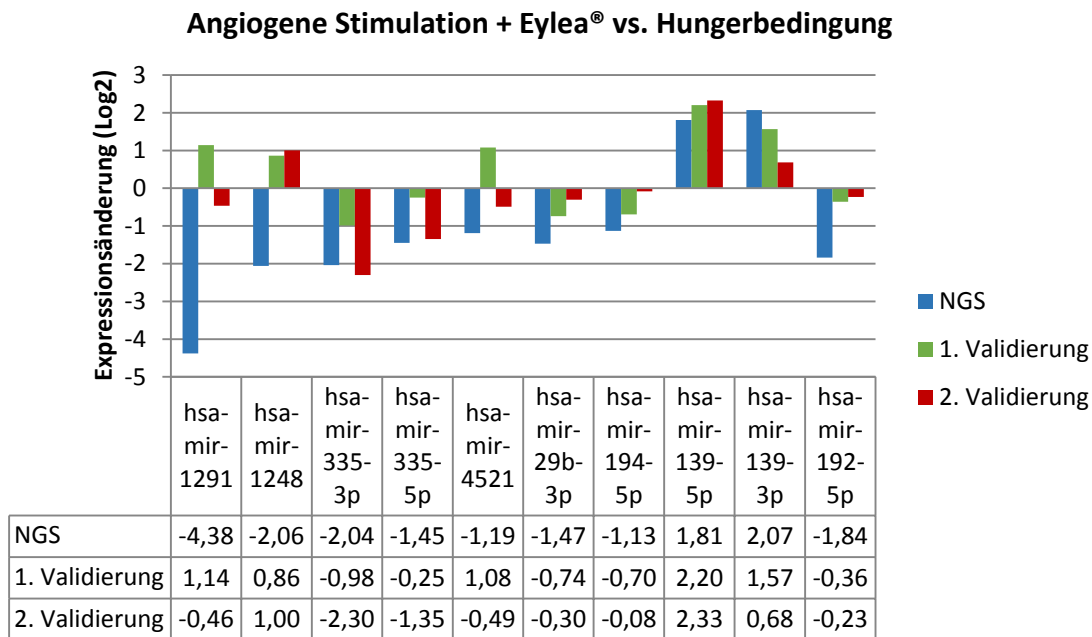 Angiogene Stimulation + Eylea® vs. Hungerbedingung
Expressionsänderung (Log2)
3
2
1
0
-1
-2
-3
-4
-5
NGS
1. Validierung
2. Validierung
hsa-mir-1291 hsa-mir-1248 hsa-mir-335-3p hsa-mir-335-5p hsa-mir-4521 hsa-mir-29b-3p hsa-mir-194-5p hsa-mir-139-5p hsa-mir-139-3p hsa-mir-192-5p
NGS -4,38 -2,06 -2,04 -1,45 -1,19 -1,47 -1,13 1,81 2,07 -1,84
1. Validierung 1,14 0,86 -0,98 -0,25 1,08 -0,74 -0,70 2,20 1,57 -0,36
2. Validierung -0,46 1,00 -2,30 -1,35 -0,49 -0,30 -0,08 2,33 0,68 -0,23